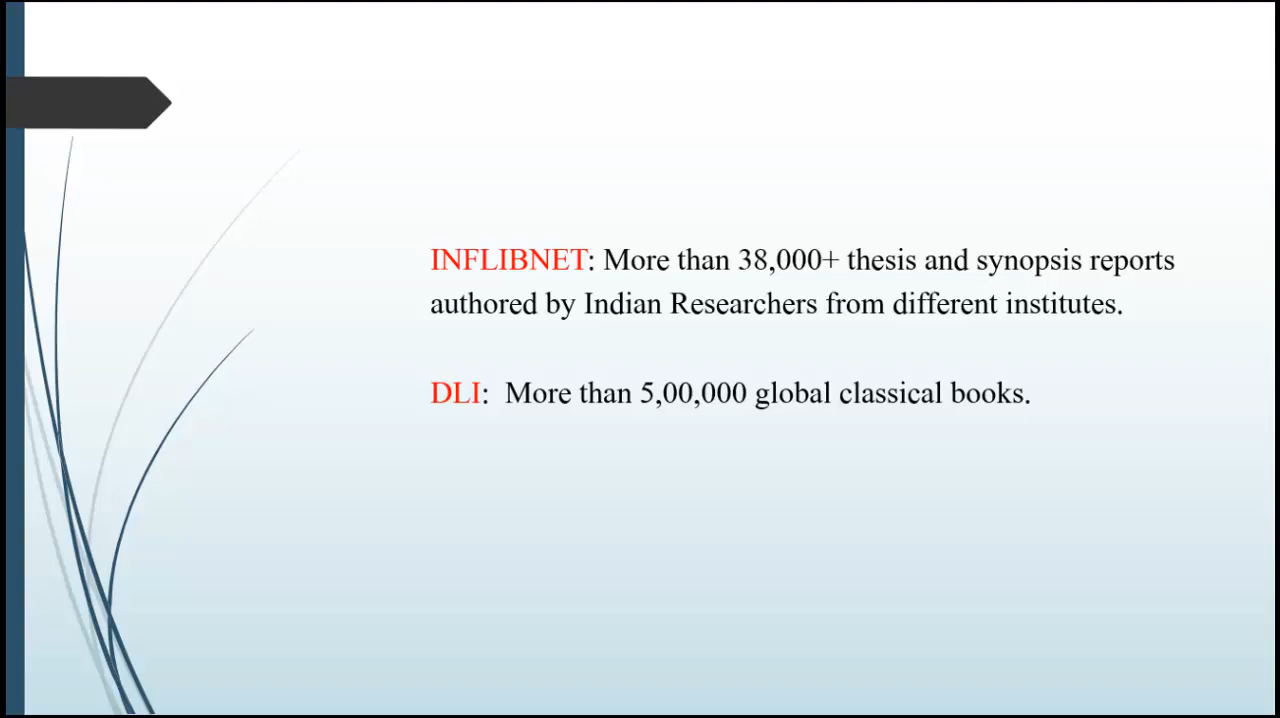 INFLIBNET: More than 38,000+ thesis and synopsis reports
authored by Indian Researchers from different institutes.
DLI:  More than 5,00,000 global classical books.